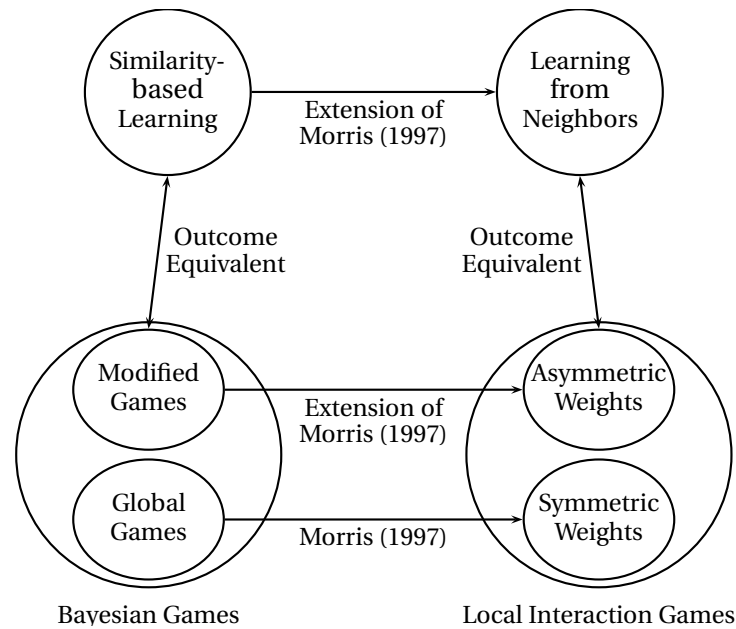 Similarity-
based
Learning
Learning
from
Neighbors
Extension of
Morris (1997)
Outcome
Equivalent
Outcome
Equivalent
Modified
Games
Asymmetric
Weights
Extension of
Morris (1997)
Global
Games
Symmetric
Weights
Morris (1997)
Bayesian Games
Local Interaction Games